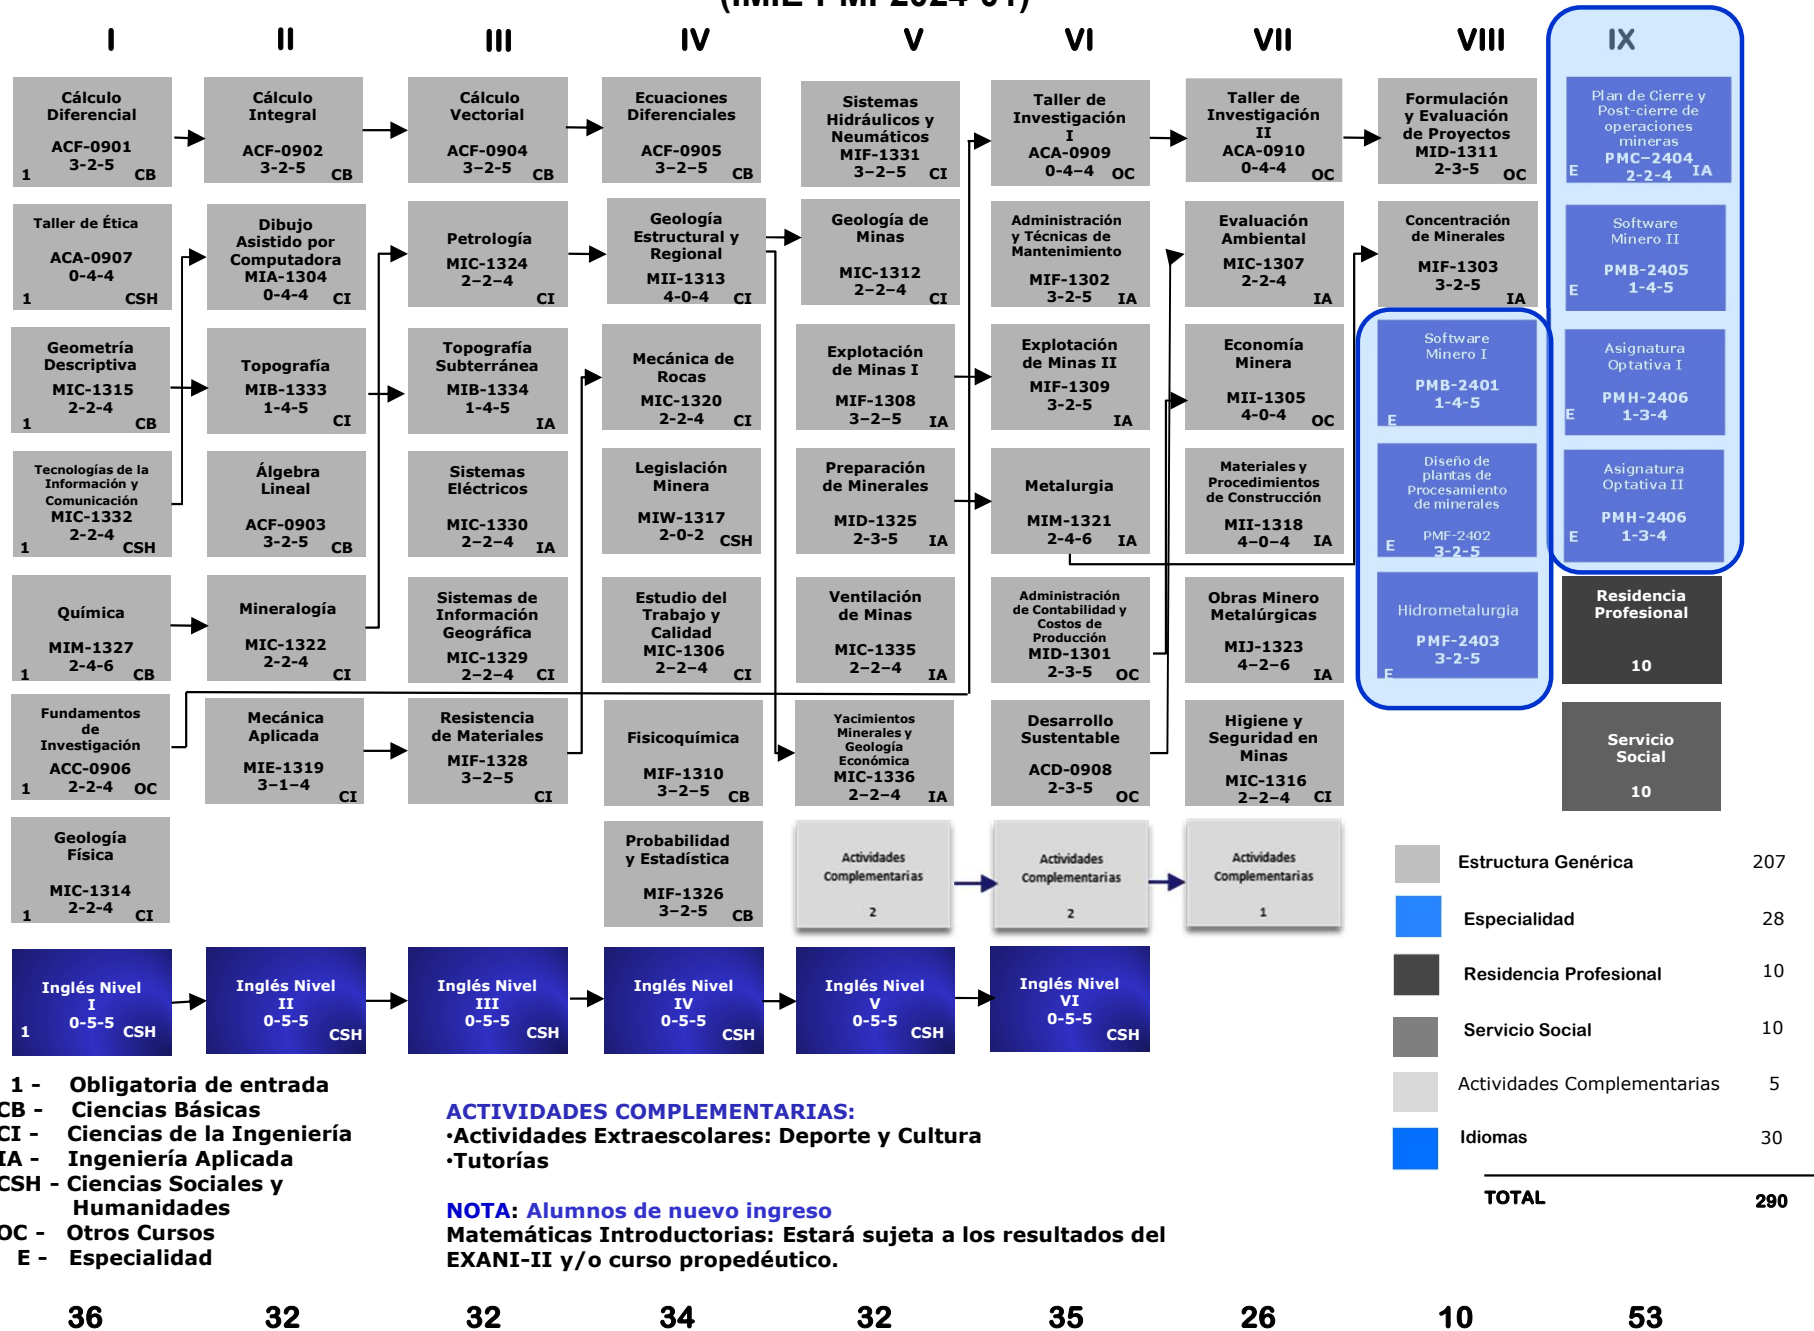 (IMIE-PMI-2024-01)
I
II
III
IV
V
VI
VII
VIII
IX
Cálculo
Diferencial
ACF-0901
3-2-5
1
CB
Taller de Ética
ACA-0907
0-4-4
1
CSH
Geometría
Descriptiva
MIC-1315
2-2-4
1
CB
Tecnologías de la
Información y
Comunicación
MIC-1332
2-2-4
1
CSH
Química
MIM-1327
2-4-6
1
CB
Fundamentos
de
Investigación
ACC-0906
2-2-4
1
OC
Geología
Física
MIC-1314
2-2-4
1
CI
Inglés Nivel
I
0-5-5
1
CSH
Cálculo
Integral
ACF-0902
3-2-5
CB
Dibujo
Asistido por
Computadora
MIA-1304
0-4-4
CI
Topografía
MIB-1333
1-4-5
CI
Álgebra
Lineal
ACF-0903
3-2-5
CB
Mineralogía
MIC-1322
2-2-4
CI
Mecánica
Aplicada
MIE-1319
3-1-4
CI
Inglés Nivel
II
0-5-5
CSH
Cálculo
Vectorial
ACF-0904
3-2-5
CB
Petrología
MIC-1324
2-2-4
CI
Topografía
Subterránea
MIB-1334
1-4-5
IA
Sistemas
Eléctricos
MIC-1330
2-2-4
IA
Sistemas de
Información
Geográfica
MIC-1329
2-2-4
CI
Resistencia
de Materiales
MIF-1328
3-2-5
CI
Inglés Nivel
III
0-5-5
CSH
Ecuaciones
Diferenciales
ACF-0905
3-2-5
CB
Geología
Estructural y
Regional
MII-1313
4-0-4
CI
Mecánica de
Rocas
MIC-1320
2-2-4
CI
Legislación
Minera
MIW-1317
2-0-2
CSH
Estudio del
Trabajo y
Calidad
MIC-1306
2-2-4
CI
Fisicoquímica
MIF-1310
3-2-5
CB
Probabilidad
y Estadística
MIF-1326
3-2-5
CB
Inglés Nivel
IV
0-5-5
CSH
Sistemas
Hidráulicos y
Neumáticos
MIF-1331
3-2-5
CI
Geología de
Minas
MIC-1312
2-2-4
CI
Explotación
de Minas I
MIF-1308
3-2-5
IA
Preparación
de Minerales
MID-1325
2-3-5
IA
Ventilación
de Minas
MIC-1335
2-2-4
IA
Yacimientos
Minerales y
Geología
Económica
MIC-1336
2-2-4
IA
Actividades
Complementarias
2
Inglés Nivel
V
0-5-5
CSH
Taller de
Investigación
I
ACA-0909
0-4-4
OC
Administración
y Técnicas de
Mantenimiento
MIF-1302
3-2-5
IA
Explotación
de Minas II
MIF-1309
3-2-5
IA
Metalurgia
MIM-1321
2-4-6
IA
Administración
de Contabilidad y
Costos de
Producción
MID-1301
2-3-5
OC
Desarrollo
Sustentable
ACD-0908
2-3-5
OC
Actividades
Complementarias
2
Inglés Nivel
VI
0-5-5
CSH
Taller de
Investigación
II
ACA-0910
0-4-4
OC
Evaluación
Ambiental
MIC-1307
2-2-4
IA
Economía
Minera
MII-1305
4-0-4
OC
Materiales y
Procedimientos
de Construcción
MII-1318
4-0-4
IA
Obras Minero
Metalúrgicas
MIJ-1323
4-2-6
IA
Higiene y
Seguridad en
Minas
MIC-1316
2-2-4
CI
Actividades
Complementarias
1
Formulación
y Evaluación
de Proyectos
MID-1311
2-3-5
OC
Concentración
de Minerales
MIF-1303
3-2-5
IA
Software
Minero I
PMB-2401
1-4-5
E
Diseño de
plantas de
Procesamiento
de minerales
PMF-2402
3-2-5
E
Hidrometalurgia
PMF-2403
3-2-5
E
Plan de Cierre y
Post-cierre de
operaciones
mineras
PMC-2404
2-2-4
E
IA
Software
Minero II
PMB-2405
1-4-5
E
Asignatura
Optativa I
PMH-2406
1-3-4
E
Asignatura
Optativa II
PMH-2406
1-3-4
E
Residencia
Profesional
10
Servicio
Social
10
Estructura Genérica 207
Especialidad 28
Residencia Profesional 10
Servicio Social 10
Actividades Complementarias 5
Idiomas 30
TOTAL 290
1 - Obligatoria de entrada
CB - Ciencias Básicas
CI - Ciencias de la Ingeniería
IA - Ingeniería Aplicada
CSH - Ciencias Sociales y
Humanidades
OC - Otros Cursos
E - Especialidad
ACTIVIDADES COMPLEMENTARIAS:
•Actividades Extraescolares: Deporte y Cultura
•Tutorías
NOTA: Alumnos de nuevo ingreso
Matemáticas Introductorias: Estará sujeta a los resultados del
EXANI-II y/o curso propedéutico.
36
32
32
34
32
35
26
10
53